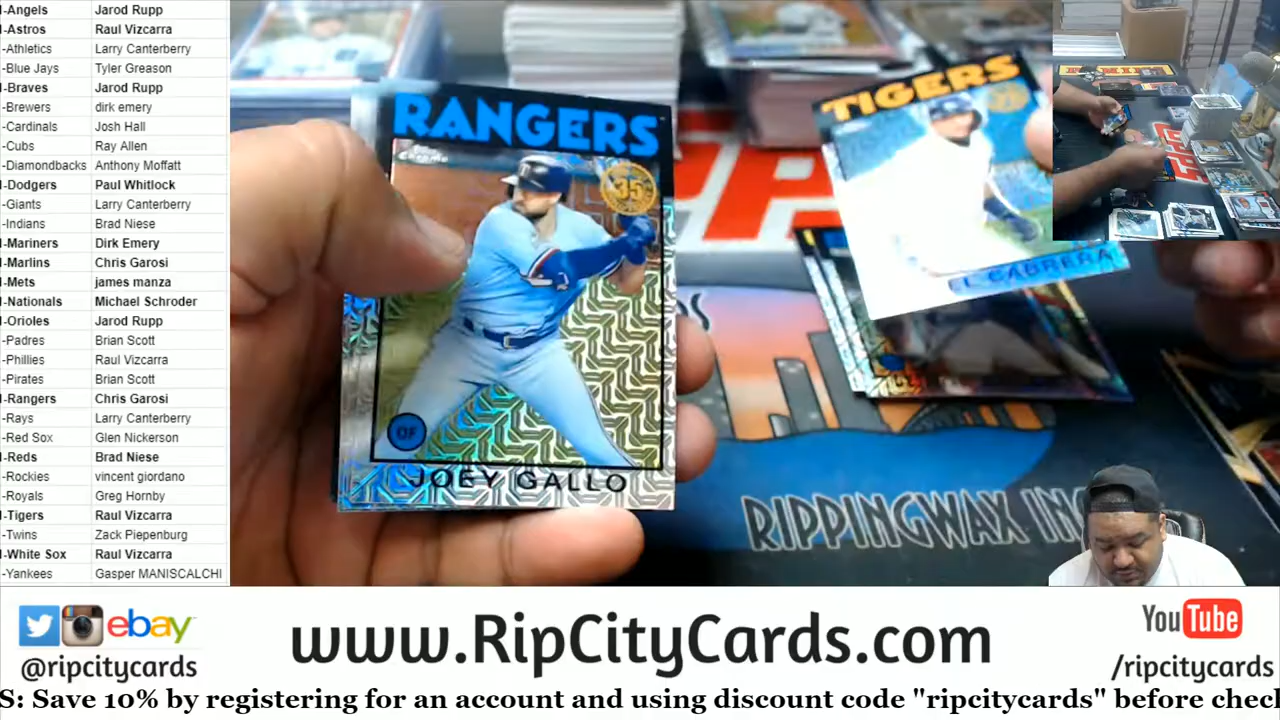 -Angels Jarod Rupp
-Astros Raul Vizcarra
-Athletics Larry Canterberry
-Blue Jays Tyler Greason
-Braves Jarod Rupp
-Brewers dirk emery
-Cardinals Josh Hall
-Cubs Ray Allen
-Diamondbacks Anthony Moffatt
-Dodgers Paul Whitlock
-Giants Larry Canterberry
-Indians Brad Niese
-Mariners Dirk Emery
-Marlins Chris Garosi
-Mets james manza
-Nationals Michael Schroder
-Orioles Jarod Rupp
-Padres Brian Scott
-Phillies Raul Vizcarra
-Pirates Brian Scott
-Rangers Chris Garosi
-Rays Larry Canterberry
-Red Sox Glen Nickerson
-Reds Brad Niese
-Rockies vincent giordano
-Royals Greg Hornby
-Tigers Raul Vizcarra
-Twins Zack Piepenburg
-White Sox Raul Vizcarra
-Yankees Gasper MANISCALCHI
RANGERS
Topps Chrome
35
OF
JOEY GALLO
TIGERS
CABRERA
RIPPINGWAX INC
ebay
@ripcitycards
www.RipCityCards.com
YouTube
/ripcitycards
S: Save 10% by registering for an account and using discount code "ripcitycards" before chec